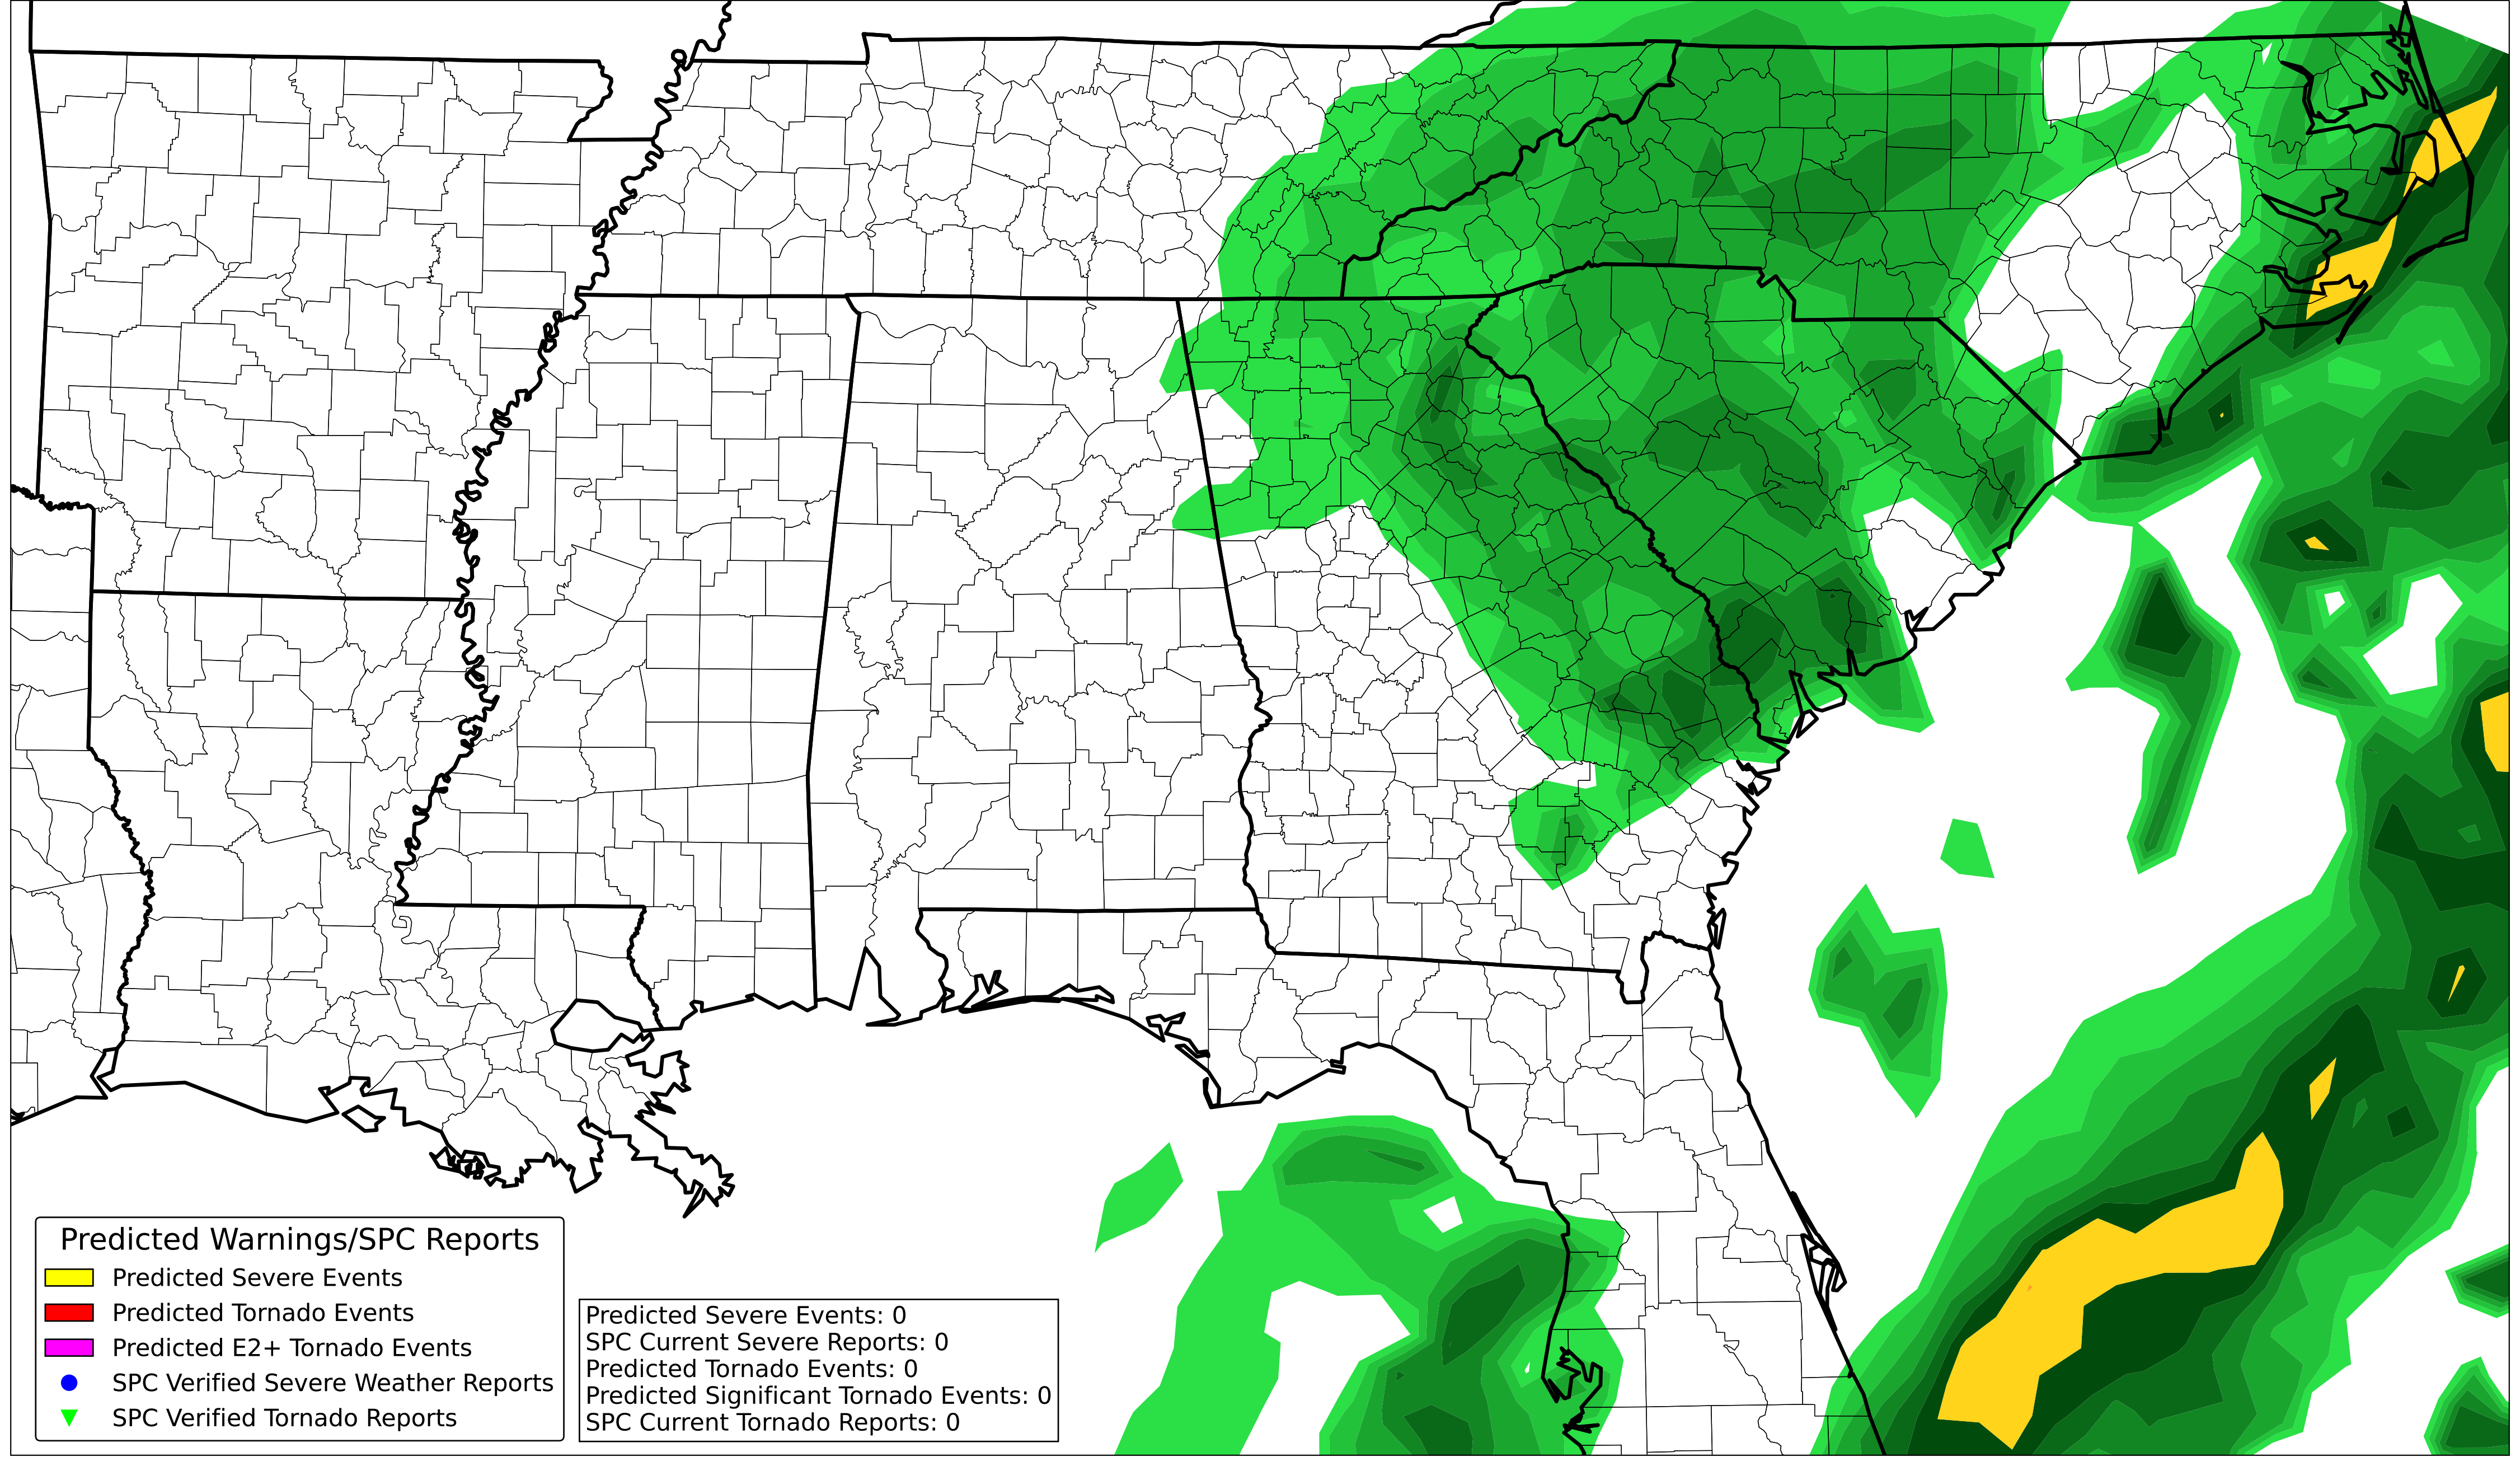 Predicted Warnings/SPC Reports
Predicted Severe Events
Predicted Tornado Events
Predicted E2+ Tornado Events
SPC Verified Severe Weather Reports
SPC Verified Tornado Reports
Predicted Severe Events: 0
SPC Current Severe Reports: 0
Predicted Tornado Events: 0
Predicted Significant Tornado Events: 0
SPC Current Tornado Reports: 0